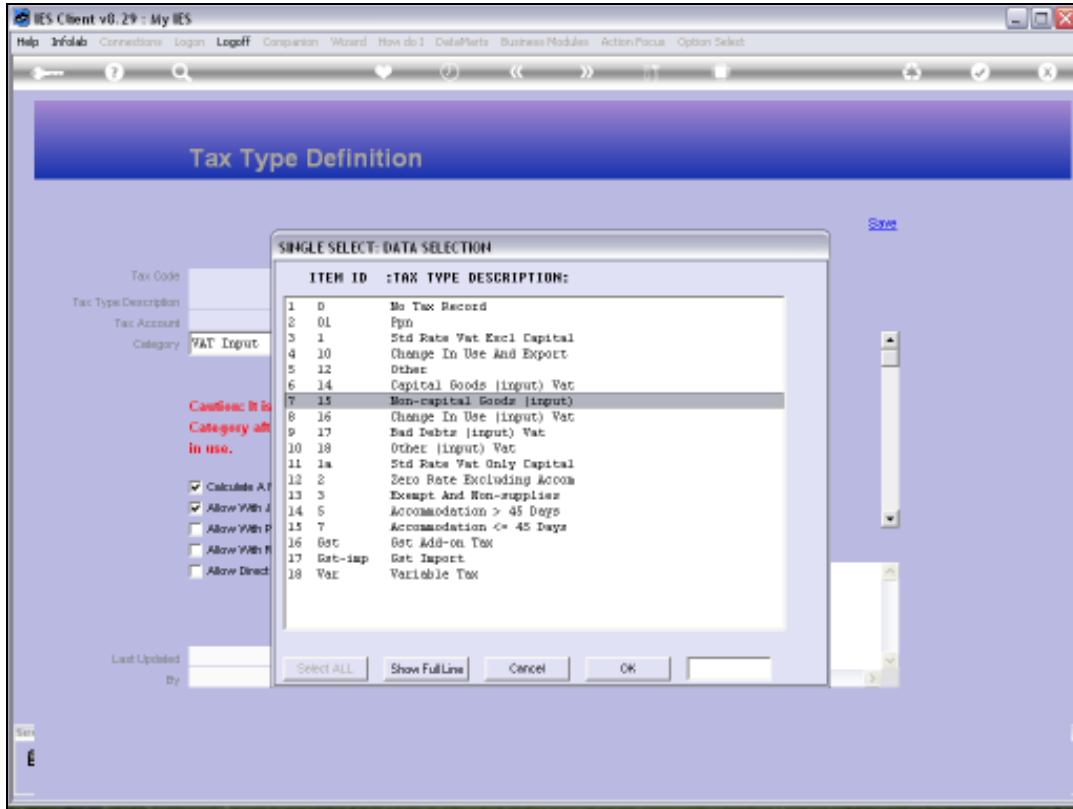 IES Client v8.29 : My IES
Help Infolab Connections Logon Logoff Companion Wizard How do I DataMarts Business Modules Action Focus Option Select
Tax Type Definition
Save
SINGLE SELECT: DATA SELECTION
ITEM ID :TAX TYPE DESCRIPTION:
1 0 No Tax Record
2 01 Ppn
3 1 Std Rate Vat Excl Capital
4 10 Change In Use And Export
5 12 Other
6 14 Capital Goods (input) Vat
7 15 Non-capital Goods (input)
8 16 Change In Use (input) Vat
9 17 Bad Debts (input) Vat
10 18 Other (input) Vat
11 1a Std Rate Vat Only Capital
12 2 Zero Rate Excluding Accom
13 3 Exempt And Non-supplies
14 5 Accommodation > 45 Days
15 7 Accommodation <= 45 Days
16 Gst Gst Add-on Tax
17 Gst-imp Gst Import
18 Var Variable Tax
Select ALL Show Full Line Cancel OK
Tax Code
Tax Type Description
Tax Account
Category VAT Input
Caution: It is
Category aft
in use.
Calculate A
Allow With J
Allow With P
Allow With R
Allow Direct
Last Updated
By